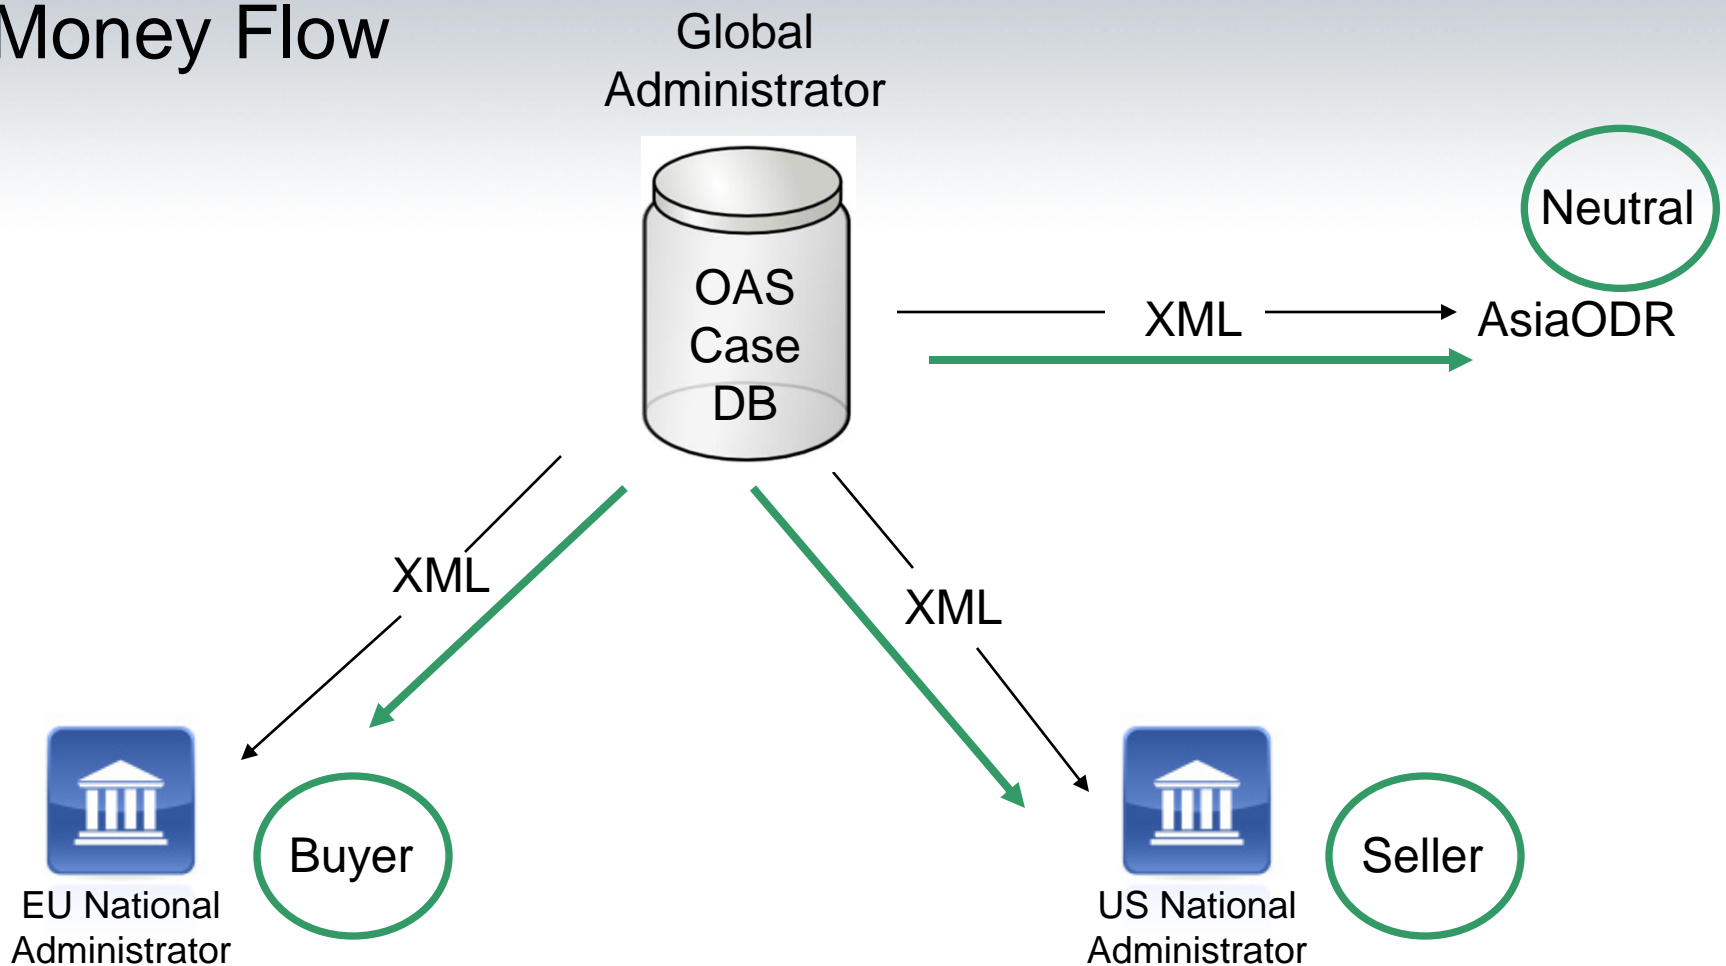 Money Flow
Global
Administrator
Neutral
OAS
Case
DB
XML
AsiaODR
XML
XML
Buyer
Seller
EU National
Administrator
US National
Administrator